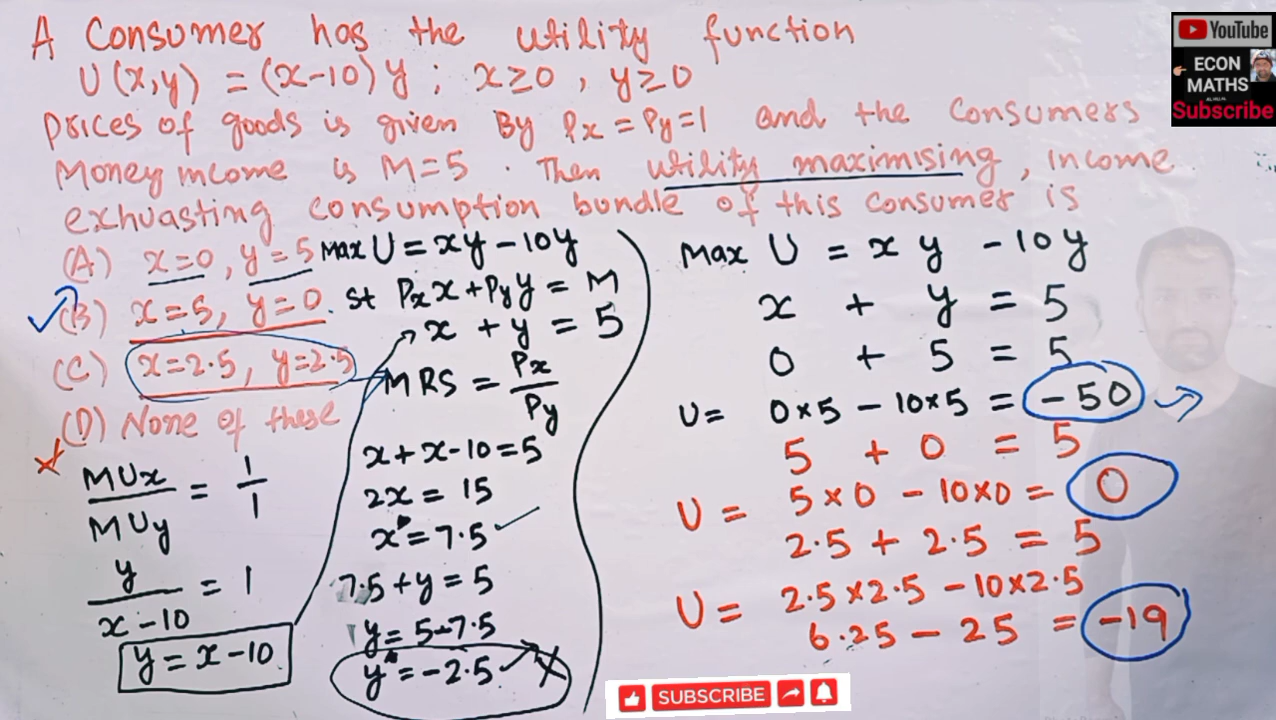 A Consumer has the utility function
U(x,y) = (x-10)y ; x≥0 , y≥0
prices of goods is given By Px = Py=1 and the consumers
Money income is M=5 . Then utility maximising, income
exhuasting consumption bundle of this consumer is
(A) x=0, y=5
(B) x=5, y=0.
(C) x=2.5, y=2.5
(D) None of these
MUx/MUy = 1/1
y/x-10 = 1
y = x-10
Max U = xy - 10y
St Pxx + Pyy = M
x + y = 5
MRS = Px/Py
x+x-10=5
2x = 15
x* = 7.5
7.5 + y = 5
y = 5-7.5
y* = -2.5
Max U = xy - 10y
x + y = 5
0 + 5 = 5
U = 0×5 - 10×5 = -50
5 + 0 = 5
U = 5×0 - 10×0 = 0
2.5 + 2.5 = 5
U = 2.5×2.5 - 10×2.5
6.25 - 25 = -19
YouTube
ECON
MATHS
Subscribe
SUBSCRIBE